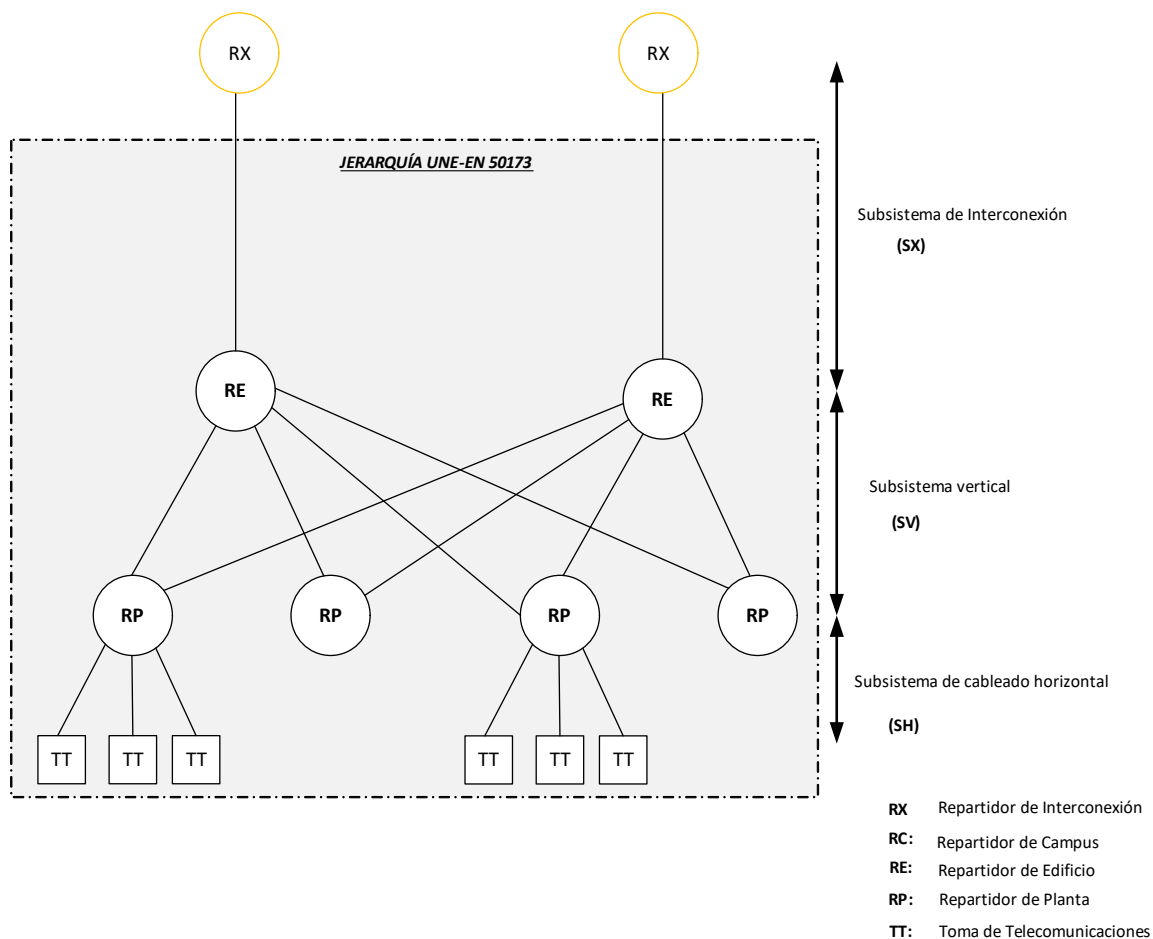 RX
RX
JERARQUÍA UNE-EN 50173
Subsistema de Interconexión
(SX)
RE
RE
Subsistema vertical
(SV)
RP
RP
RP
RP
Subsistema de cableado horizontal
(SH)
TT
TT
TT
TT
TT
TT
RX Repartidor de Interconexión
RC: Repartidor de Campus
RE: Repartidor de Edificio
RP: Repartidor de Planta
TT: Toma de Telecomunicaciones